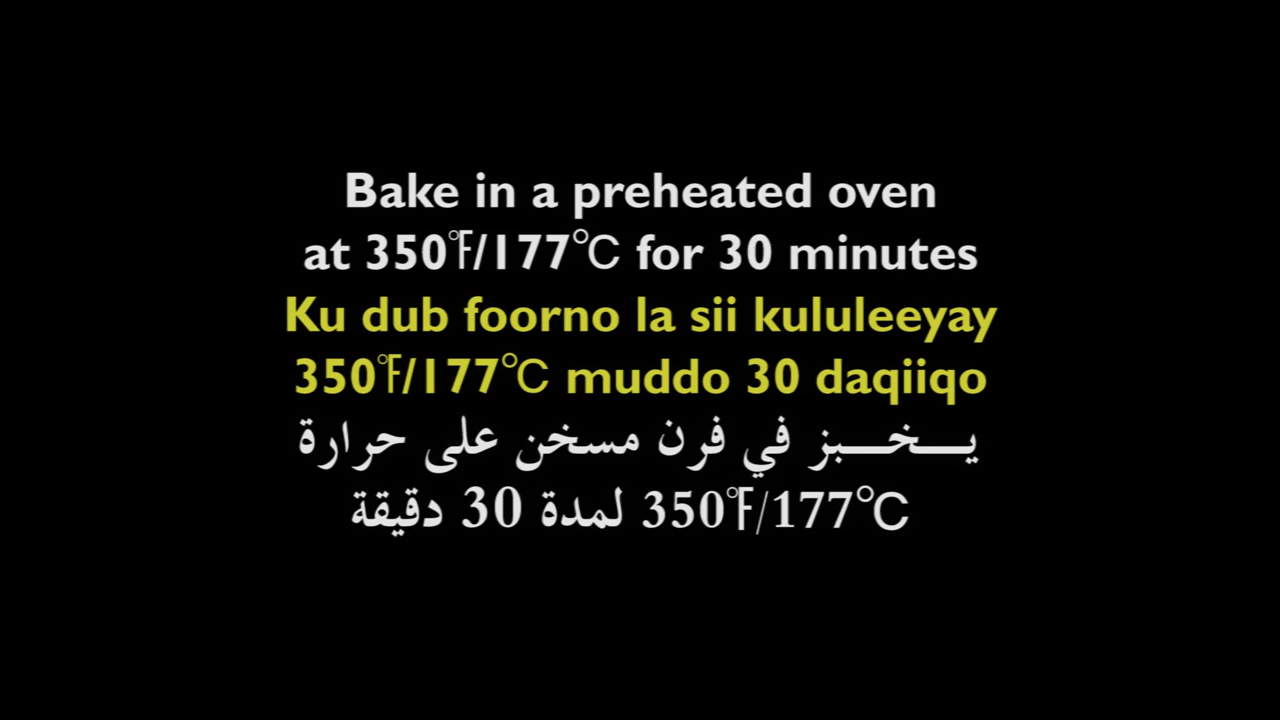 Bake in a preheated oven
at 350℉/177℃ for 30 minutes
Ku dub foorno la sii kululeeyay
350℉/177℃ muddo 30 daqiiqo
يـــخـــبز في فرن مسخن على حرارة
350℉/177℃ لمدة 30 دقيقة